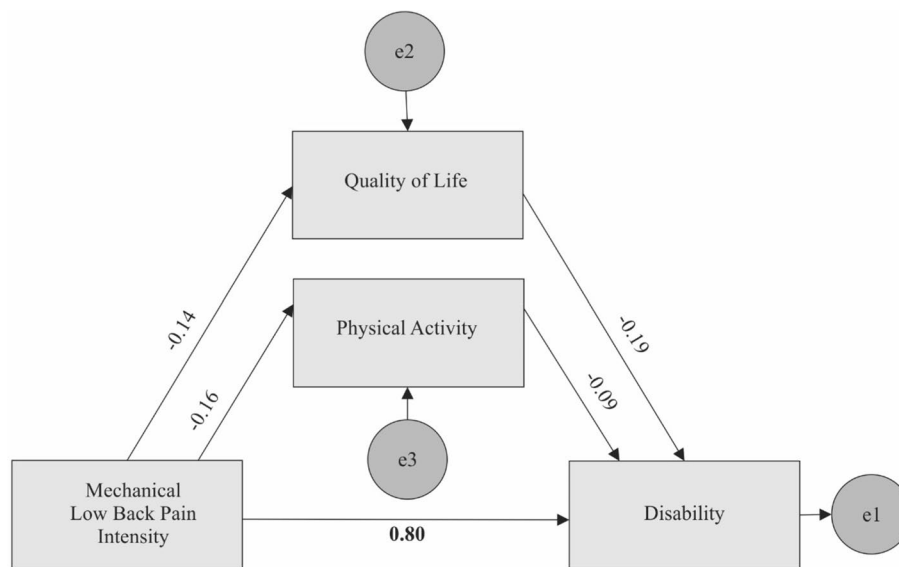 e2
Quality of Life
-0.14
-0.19
Physical Activity
-0.16
-0.09
e3
Mechanical
Low Back Pain
Intensity
0.80
Disability
e1